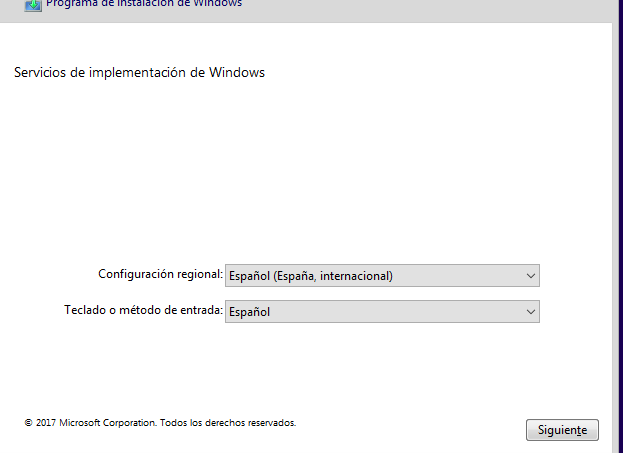 Programa de instalación de Windows
Servicios de implementación de Windows
Configuración regional: Español (España, internacional)
Teclado o método de entrada: Español
© 2017 Microsoft Corporation. Todos los derechos reservados.
Siguiente